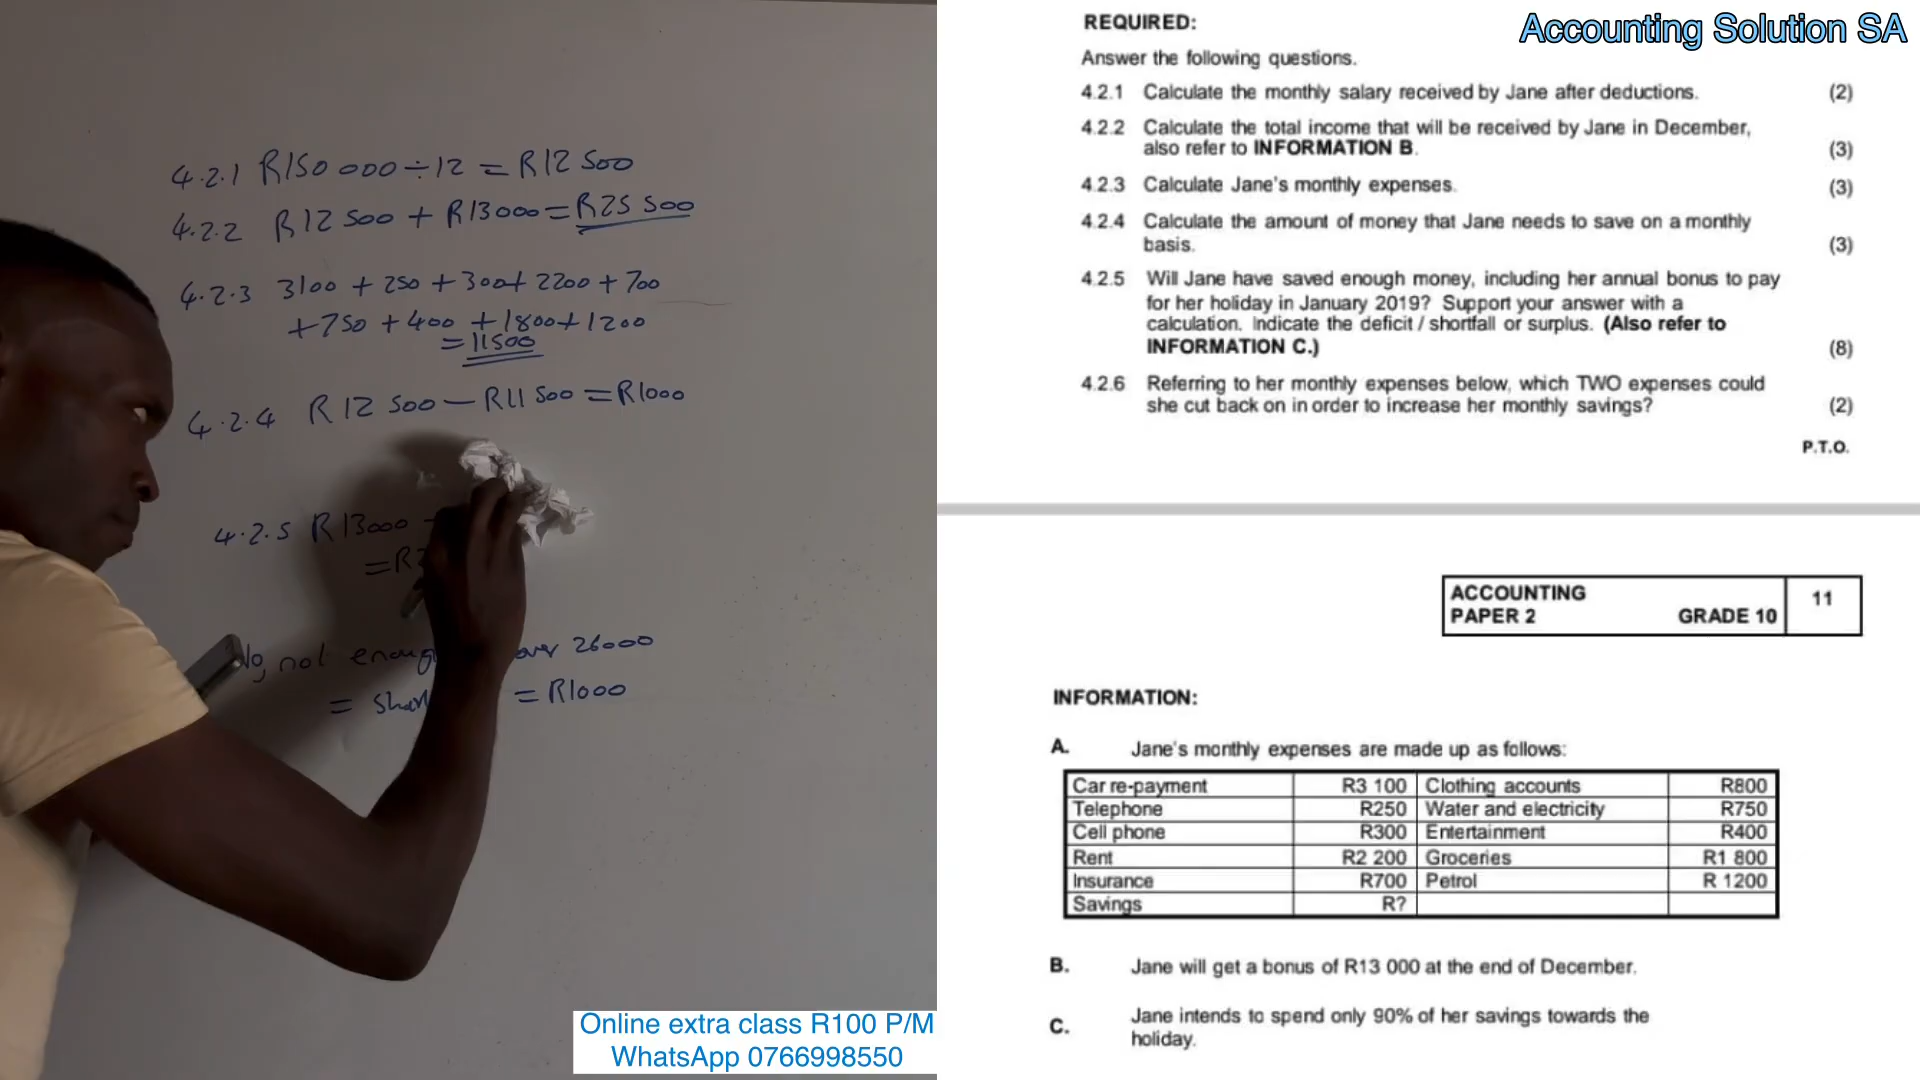 4.2.1 R150 000 ÷ 12 = R12 500
4.2.2 R12 500 + R13000 = R25 500
4.2.3 3100 + 250 + 300 + 2200 + 700
+ 750 + 400 + 1800 + 1200
= 11500
4.2.4 R12 500 – R11 500 = R1000
4.2.5 R13000
= R
No, not 26000
= = R1000
Online extra class R100 P/M
WhatsApp 0766998550
Accounting Solution SA
REQUIRED:
Answer the following questions.
4.2.1 Calculate the monthly salary received by Jane after deductions. (2)
4.2.2 Calculate the total income that will be received by Jane in December,
also refer to INFORMATION B. (3)
4.2.3 Calculate Jane's monthly expenses. (3)
4.2.4 Calculate the amount of money that Jane needs to save on a monthly
basis. (3)
4.2.5 Will Jane have saved enough money, including her annual bonus to pay
for her holiday in January 2019? Support your answer with a
calculation. Indicate the deficit / shortfall or surplus. (Also refer to
INFORMATION C.) (8)
4.2.6 Referring to her monthly expenses below, which TWO expenses could
she cut back on in order to increase her monthly savings? (2)
P.T.O.
ACCOUNTING 11
PAPER 2 GRADE 10
INFORMATION:
A. Jane's monthly expenses are made up as follows:
Car re-payment R3 100 Clothing accounts R800
Telephone R250 Water and electricity R750
Cell phone R300 Entertainment R400
Rent R2 200 Groceries R1 800
Insurance R700 Petrol R 1200
Savings R?
B. Jane will get a bonus of R13 000 at the end of December.
C. Jane intends to spend only 90% of her savings towards the
holiday.